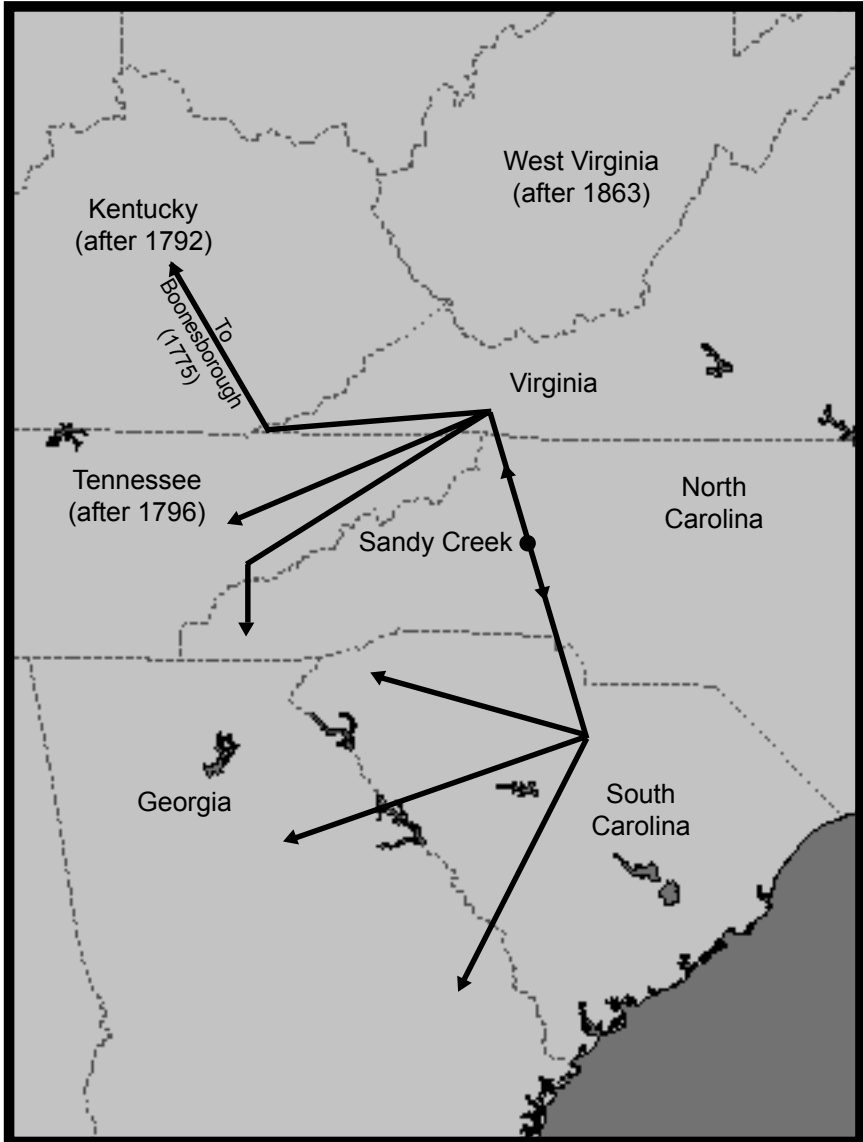 West Virginia
(after 1863)
Kentucky
(after 1792)
To
Boonesborough
(1775)
Virginia
Tennessee
(after 1796)
North
Carolina
Sandy Creek
Georgia
South
Carolina